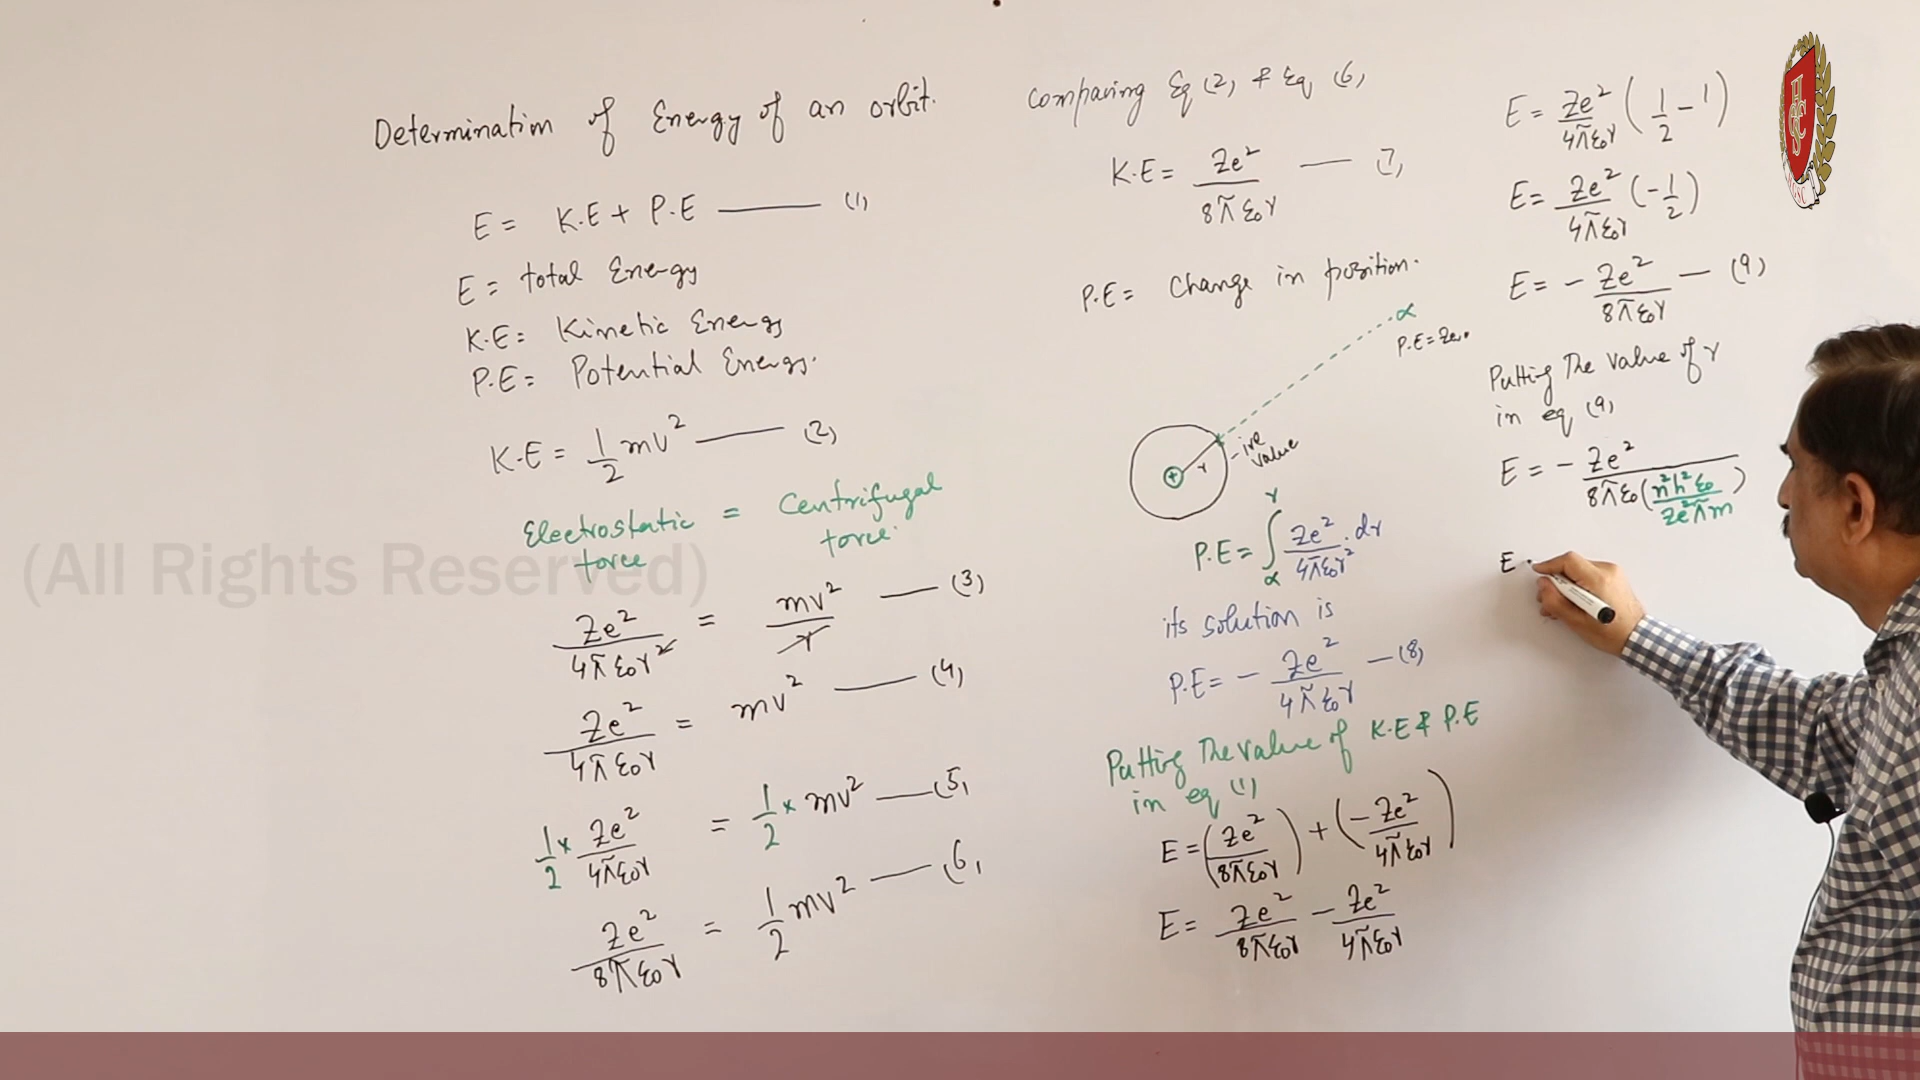 Determination of Energy of an orbit.
E = K.E + P.E —— (1)
E = total Energy
K.E = Kinetic Energy
P.E = Potential Energy.
K.E = 1/2 mv² —— (2)
Electrostatic force = Centrifugal force.
Ze²/4πε₀r² = mv²/r —— (3)
Ze²/4πε₀r = mv² —— (4)
1/2 × Ze²/4πε₀r = 1/2 × mv² —— (5)
Ze²/8πε₀r = 1/2 mv² —— (6)
Comparing Eq (2) & Eq (6)
K.E = Ze²/8πε₀r —— (7)
P.E = Change in position.
α
P.E = Zero
+
r
-ive value
P.E = ∫ᵣα Ze²/4πε₀r² . dr
its solution is
P.E = - Ze²/4πε₀r — (8)
Putting The value of K.E & P.E
in eq (1)
E = (Ze²/8πε₀r) + (- Ze²/4πε₀r)
E = Ze²/8πε₀r - Ze²/4πε₀r
E = Ze²/4πε₀r (1/2 - 1)
E = Ze²/4πε₀r (-1/2)
E = - Ze²/8πε₀r — (9)
Putting The value of r
in eq (9)
E = - Ze²/8πε₀(n²h²ε₀/Ze²πm)
E
(All Rights Reserved)